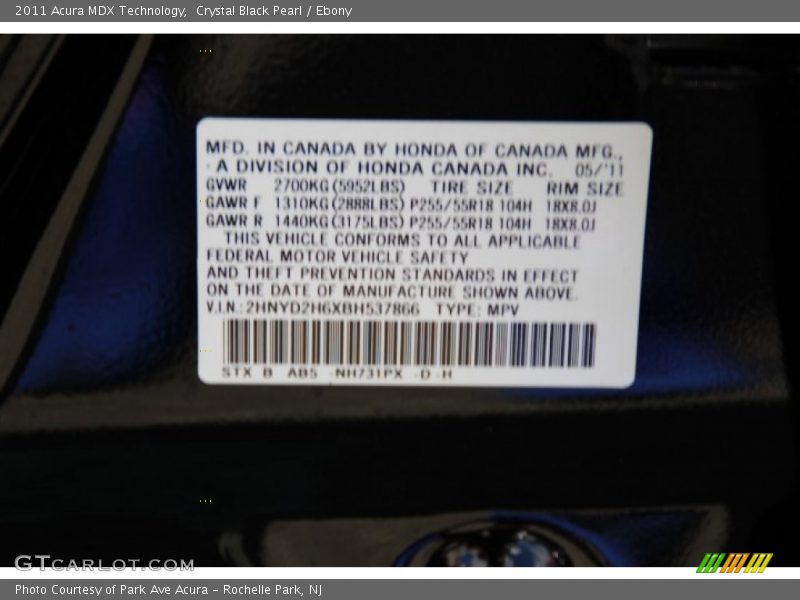 2011 Acura MDX Technology,  Crystal Black Pearl / Ebony
MFD. IN CANADA BY HONDA OF CANADA MFG.,
A DIVISION OF HONDA CANADA INC.  05/'11
GVWR  2700KG(5952LBS)  TIRE SIZE  RIM SIZE
GAWR F  1310KG(2888LBS) P255/55R18 104H  18X8.0J
GAWR R  1440KG(3175LBS) P255/55R18 104H  18X8.0J
THIS VEHICLE CONFORMS TO ALL APPLICABLE
FEDERAL MOTOR VEHICLE SAFETY
AND THEFT PREVENTION STANDARDS IN EFFECT
ON THE DATE OF MANUFACTURE SHOWN ABOVE.
V.I.N.: 2HNYD2H6XBH537866  TYPE: MPV
STX  B  ABS  NH731PX  -D -H
GTCARLOT.COM
Photo Courtesy of Park Ave Acura – Rochelle Park, NJ